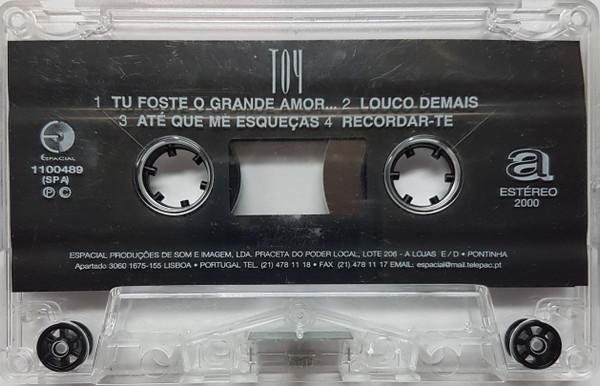 TOY
1 TU FOSTE O GRANDE AMOR... 2 LOUCO DEMAIS
3 ATÉ QUE ME ESQUEÇAS 4 RECORDAR-TE
ESPACIAL
1100489
(SPA)
Ⓟ ©
a
ESTÉREO
2000
ESPACIAL PRODUÇÕES DE SOM E IMAGEM, LDA. PRACETA DO PODER LOCAL, LOTE 206 - A LOJAS E / D • PONTINHA
Apartado 3060 1675-155 LISBOA • PORTUGAL TEL. (21) 478 11 18 • FAX (21) 478 11 17 EMAIL: espacial@mail.telepac.pt